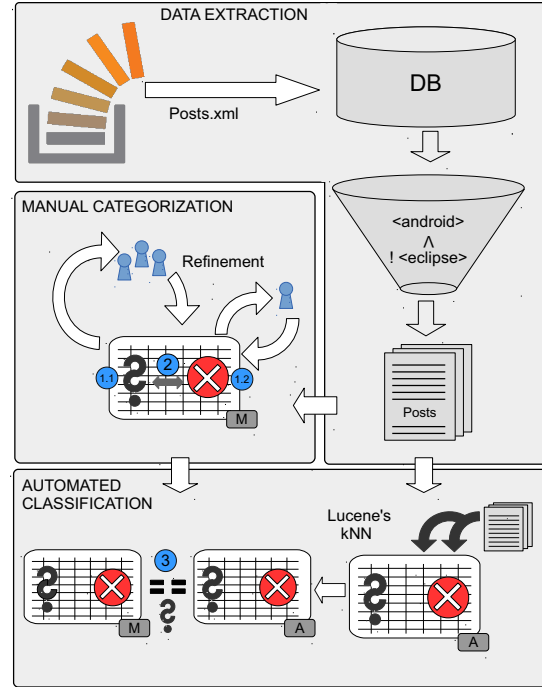 DATA EXTRACTION
Posts.xml
DB
<android>
Λ
! <eclipse>
Posts
MANUAL CATEGORIZATION
Refinement
1.1
2
1.2
M
AUTOMATED
CLASSIFICATION
Lucene's
kNN
3
M
A
A